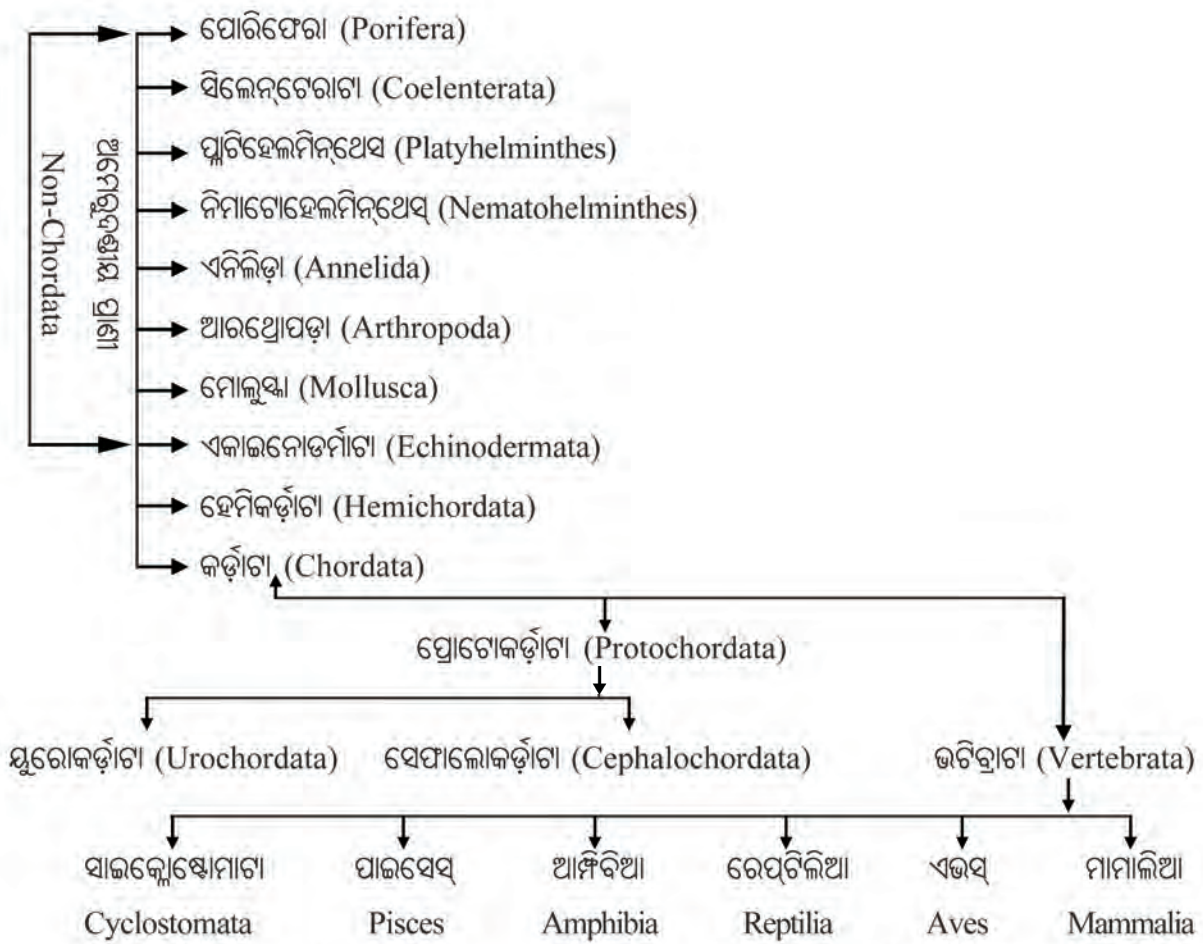 ପୋରିଫେରା (Porifera)
ସିଲେନ୍‌ଟେରାଟା (Coelenterata)
ପ୍ଲାଟିହେଲମିନ୍‌ଥେସ (Platyhelminthes)
ନିମାଟୋହେଲମିନ୍‌ଥେସ୍ (Nematohelminthes)
ଏନିଲିଡ଼ା (Annelida)
ଆରଥ୍ରୋପଡ଼ା (Arthropoda)
ମୋଲୁସ୍କା (Mollusca)
ଏକାଇନୋଡର୍ମାଟା (Echinodermata)
ହେମିକର୍ଡ଼ାଟା (Hemichordata)
କର୍ଡ଼ାଟା (Chordata)
Non-Chordata
ଅମେରୁଦଣ୍ଡୀୟ ପ୍ରାଣୀ
ପ୍ରୋଟୋକର୍ଡ଼ାଟା (Protochordata)
ୟୁରୋକର୍ଡ଼ାଟା (Urochordata) ସେଫାଲୋକର୍ଡ଼ାଟା (Cephalochordata) ଭର୍ଟିବ୍ରାଟା (Vertebrata)
ସାଇକ୍ଳୋଷ୍ଟୋମାଟା ପାଇସେସ୍ ଆମ୍ଫିବିଆ ରେପ୍‌ଟିଲିଆ ଏଭସ୍ ମାମାଲିଆ
Cyclostomata Pisces Amphibia Reptilia Aves Mammalia